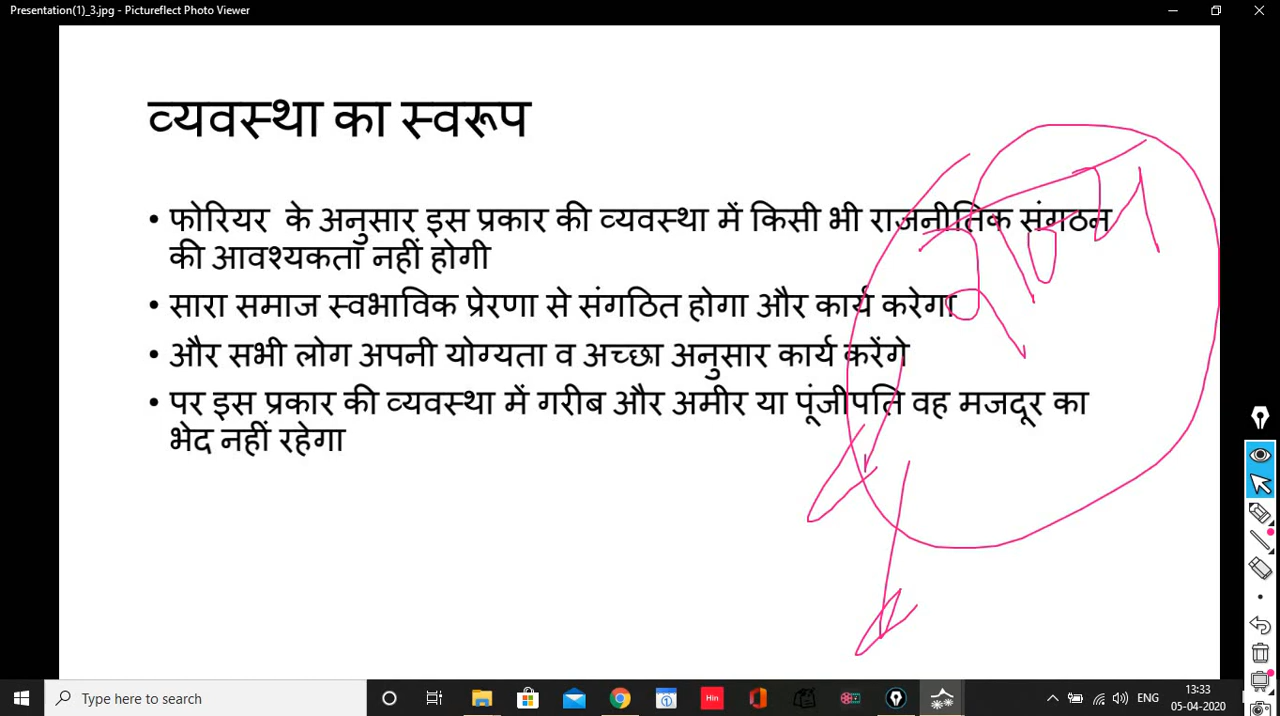 Presentation(1)_3.jpg - Pictureflect Photo Viewer
व्यवस्था का स्वरूप
• फोरियर के अनुसार इस प्रकार की व्यवस्था में किसी भी राजनीतिक संगठन
की आवश्यकता नहीं होगी
• सारा समाज स्वभाविक प्रेरणा से संगठित होगा और कार्य करेगा
• और सभी लोग अपनी योग्यता व अच्छा अनुसार कार्य करेंगे
• पर इस प्रकार की व्यवस्था में गरीब और अमीर या पूंजीपति वह मजदूर का
भेद नहीं रहेगा
Type here to search
Hin
ENG
13:33
05-04-2020